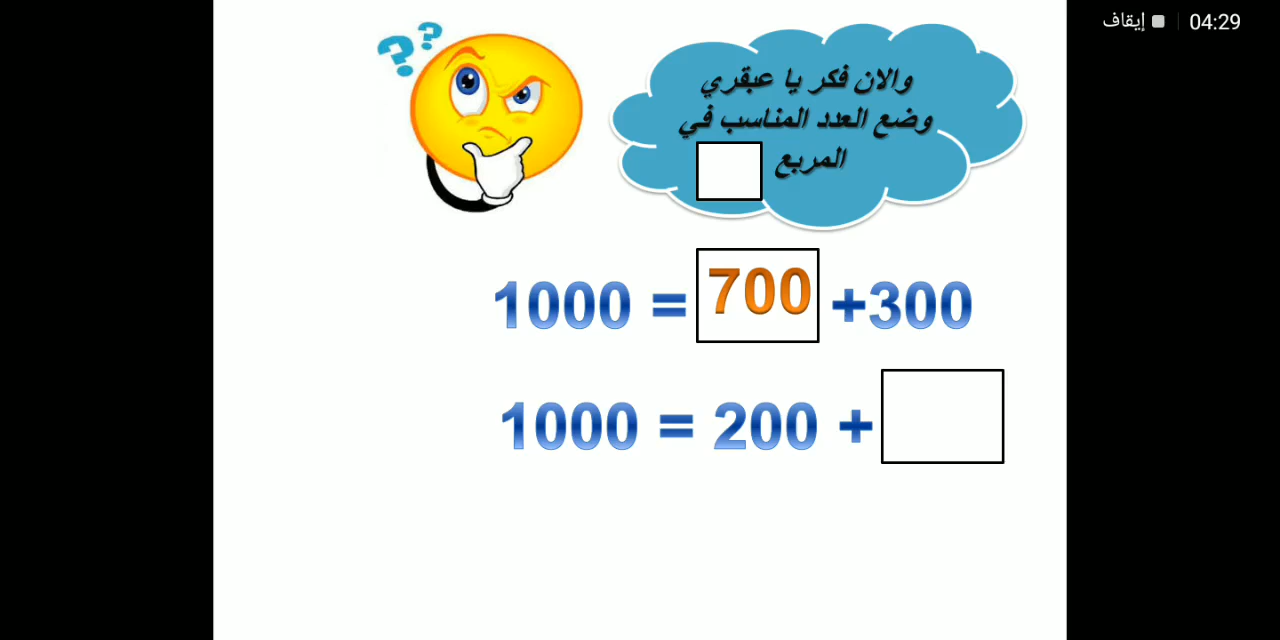 إيقاف 04:29
? ?
والان فكر يا عبقري
وضع العدد المناسب في
المربع
1000 = 700 +300
1000 = 200 +